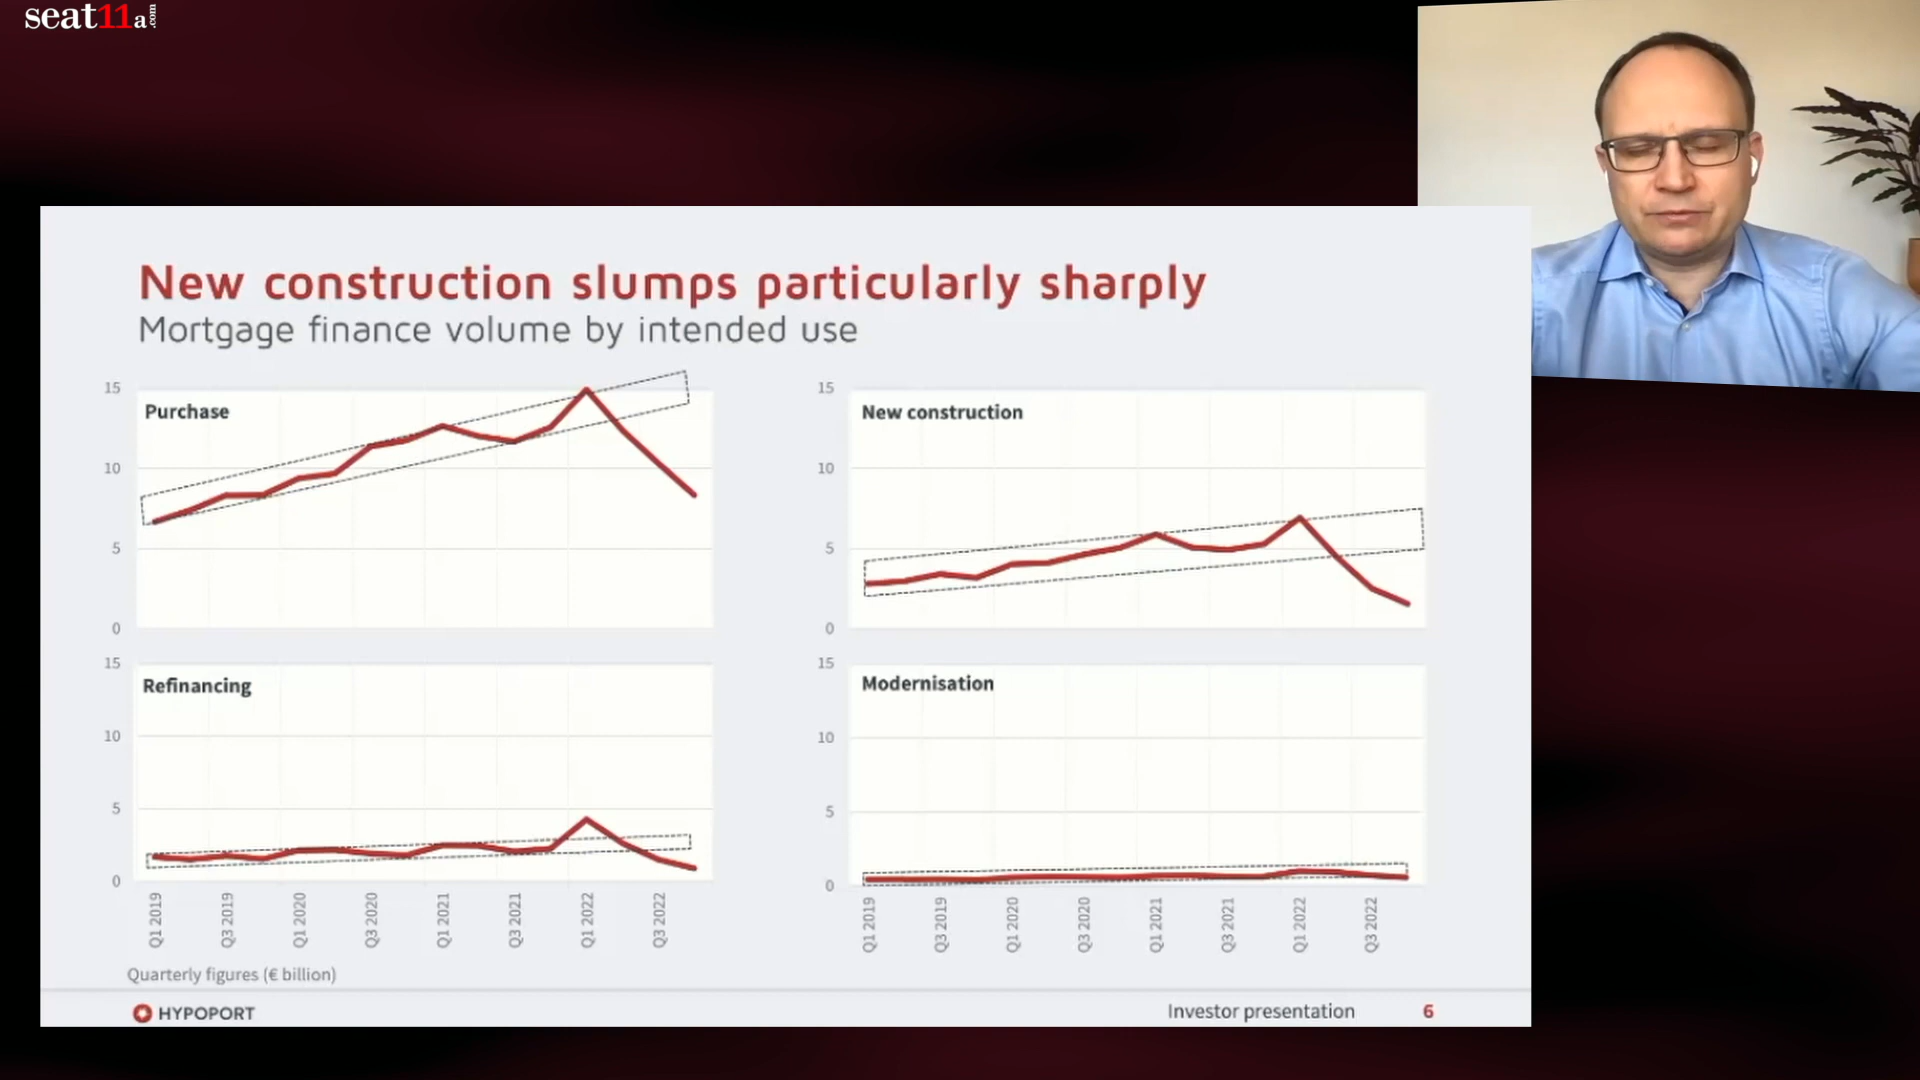 seat11a.com
New construction slumps particularly sharply
Mortgage finance volume by intended use
15
Purchase
10
5
0
15
New construction
10
5
0
15
Refinancing
10
5
0
Q1 2019
Q3 2019
Q1 2020
Q3 2020
Q1 2021
Q3 2021
Q1 2022
Q3 2022
15
Modernisation
10
5
0
Q1 2019
Q3 2019
Q1 2020
Q3 2020
Q1 2021
Q3 2021
Q1 2022
Q3 2022
Quarterly figures (€ billion)
HYPOPORT
Investor presentation 6